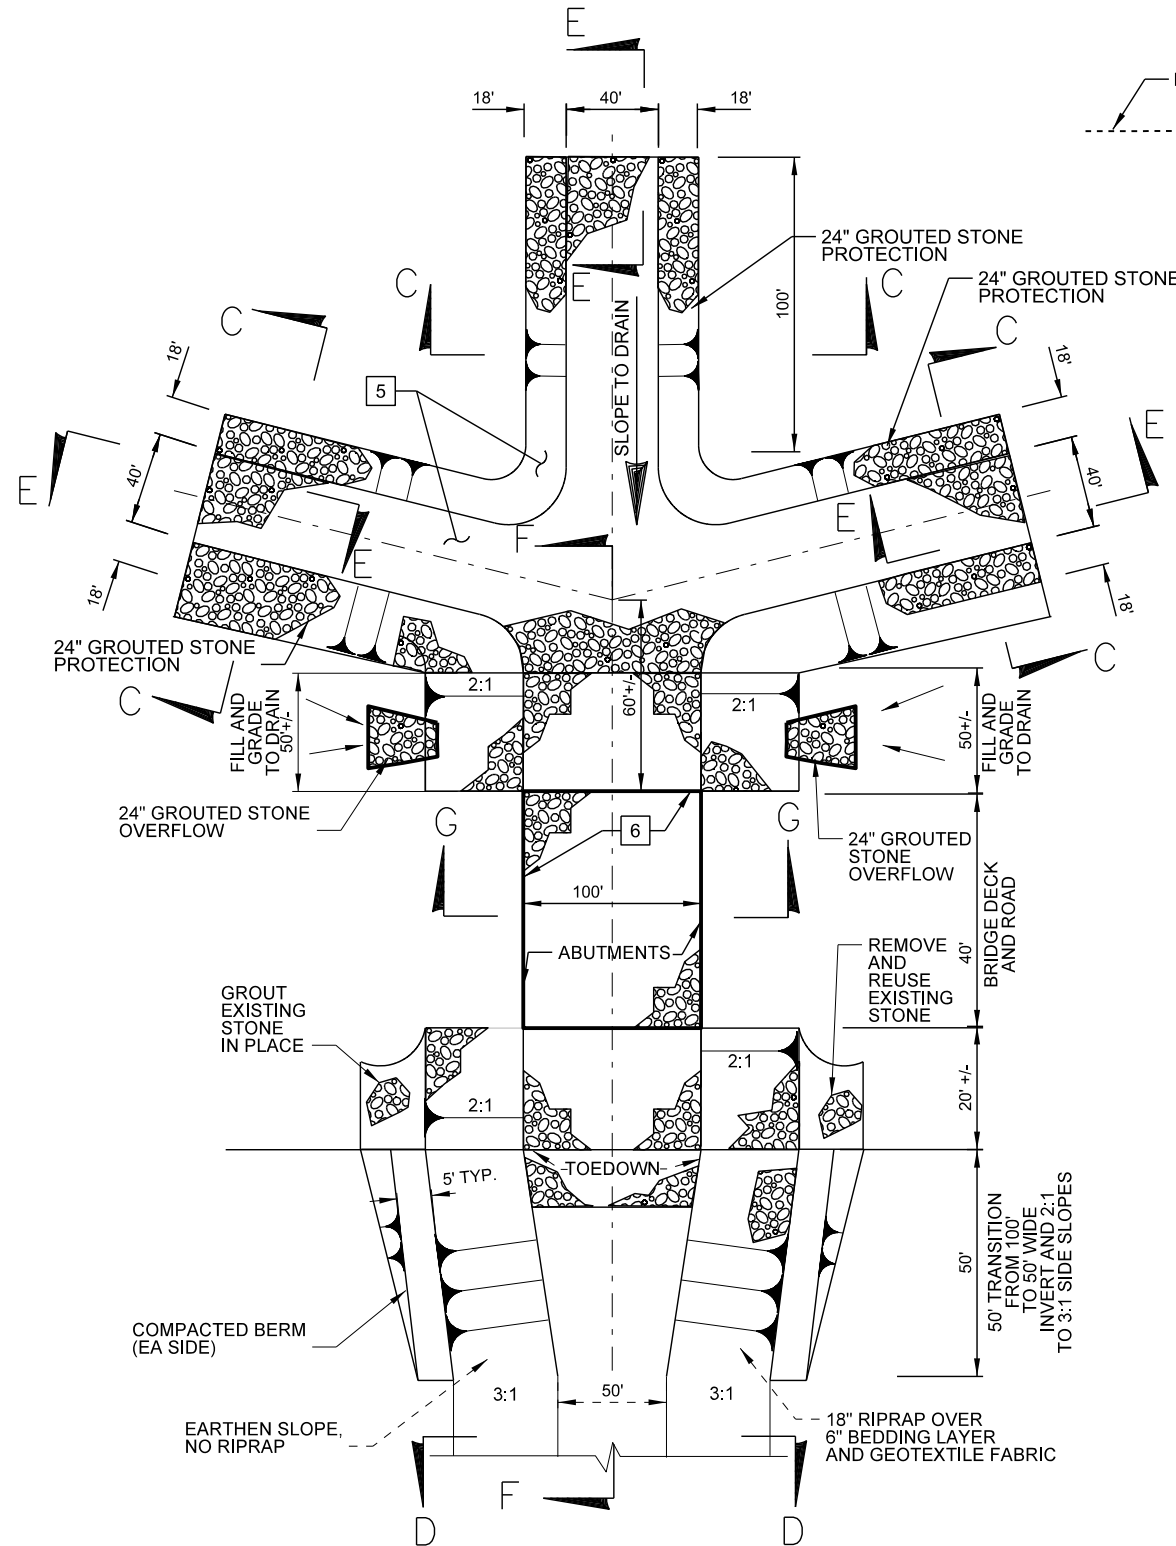 E
18'
40'
18'
24" GROUTED STONE
PROTECTION
E
C
C
24" GROUTED STONE
PROTECTION
100'
C
C
18'
18'
SLOPE TO DRAIN
5
E
E
40'
40'
E
F
E
18'
18'
24" GROUTED STONE
PROTECTION
C
C
2:1
2:1
60'+/-
FILL AND
GRADE
TO DRAIN
50'+/-
50+/-
FILL AND
GRADE
TO DRAIN
24" GROUTED STONE
OVERFLOW
G
6
G
24" GROUTED
STONE
OVERFLOW
100'
ABUTMENTS
REMOVE
AND
REUSE
EXISTING
STONE
40'
BRIDGE DECK
AND ROAD
GROUT
EXISTING
STONE
IN PLACE
2:1
2:1
20' +/-
TOEDOWN
5' TYP.
50'
50' TRANSITION
FROM 100'
TO 50' WIDE
INVERT AND 2:1
TO 3:1 SIDE SLOPES
COMPACTED BERM
(EA SIDE)
3:1
50'
3:1
EARTHEN SLOPE,
NO RIPRAP
18" RIPRAP OVER
6" BEDDING LAYER
AND GEOTEXTILE FABRIC
F
D
D